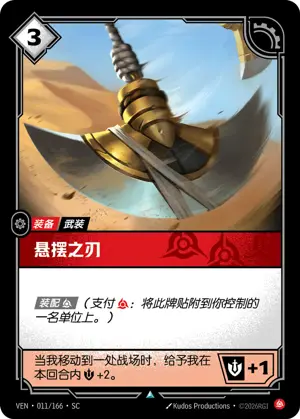 3
装备 武装
悬摆之刃
装配 （支付 ：将此牌贴附到你控制的
一名单位上。）
当我移动到一处战场时，给予我在
本回合内 +2。
+1
VEN • 011/166 • SC
Kudos Productions • ©2026RGI